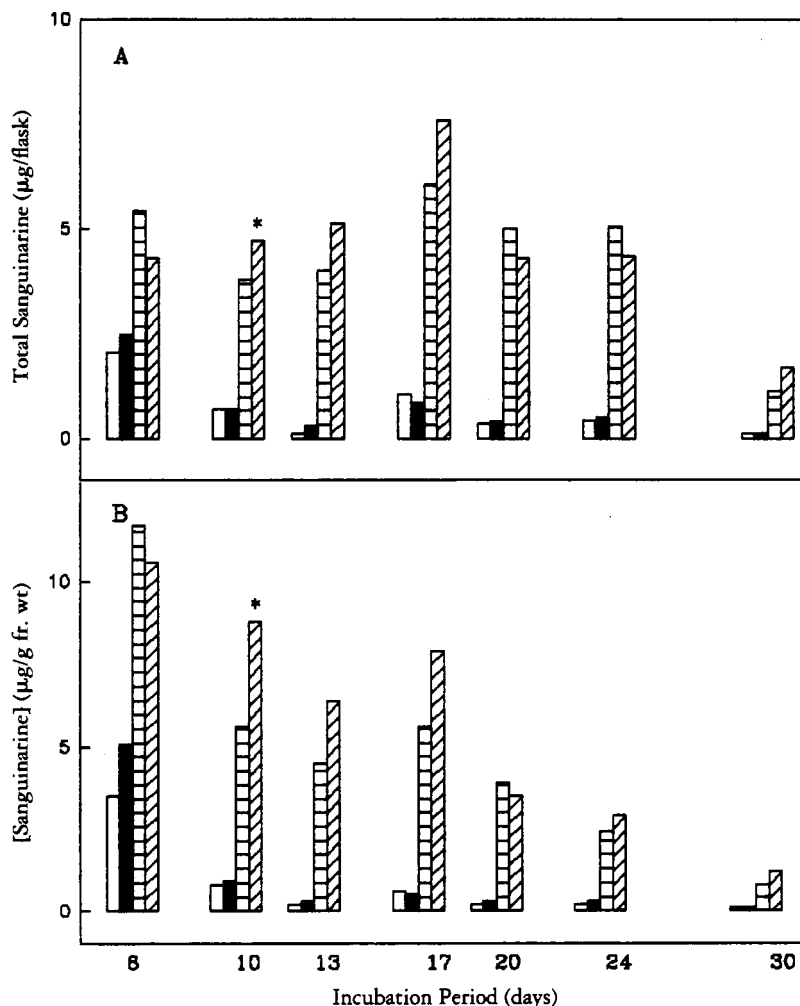 10
A
Total Sanguinarine (μg/flask)
*
5
0
B
[Sanguinarine] (μg/g fr. wt)
10
*
5
0
6 10 13 17 20 24 30
Incubation Period (days)